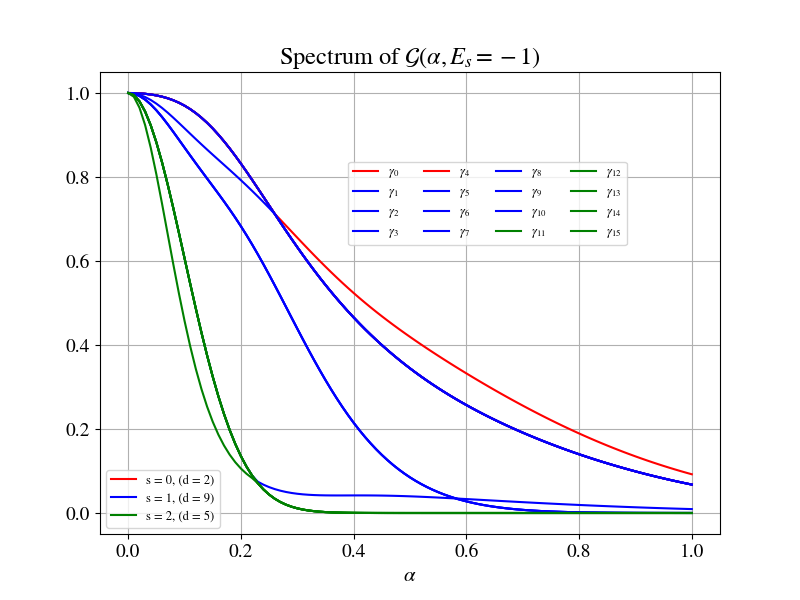 Spectrum of 𝒢(α, E_s = −1)
1.0
0.8
0.6
0.4
0.2
0.0
γ₀ γ₄ γ₈ γ₁₂
γ₁ γ₅ γ₉ γ₁₃
γ₂ γ₆ γ₁₀ γ₁₄
γ₃ γ₇ γ₁₁ γ₁₅
s = 0, (d = 2)
s = 1, (d = 9)
s = 2, (d = 5)
0.0 0.2 0.4 0.6 0.8 1.0
α